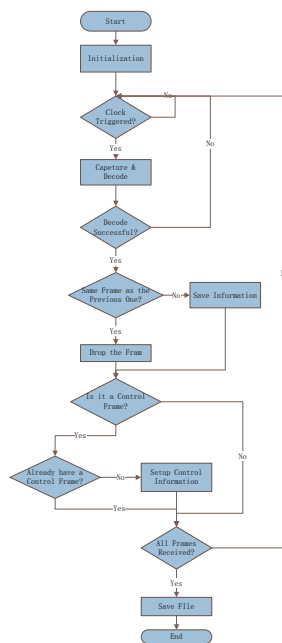 Start
Initialization
No
Clock
Triggered?
Yes
No
Capeture &
Decode
Decode
Successful?
Yes
Same Frame as the
Previous One?
No
Save Information
Yes
Drop the Fram
Is it a Control
Frame?
Yes
No
Already have a
Control Frame?
No
Setup Control
Information
Yes
All Frames
Received?
Yes
Save FIle
End